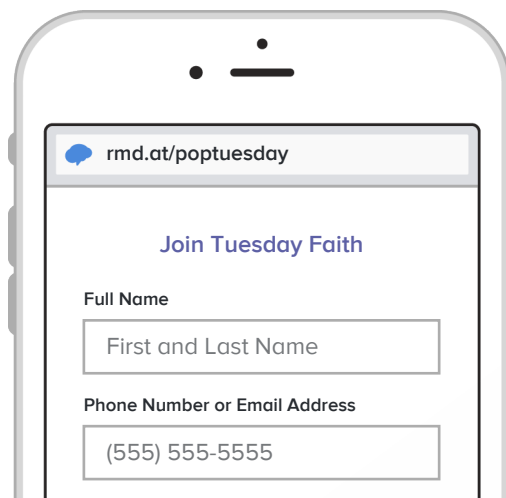 rmd.at/poptuesday
Join Tuesday Faith
Full Name
First and Last Name
Phone Number or Email Address
(555) 555-5555